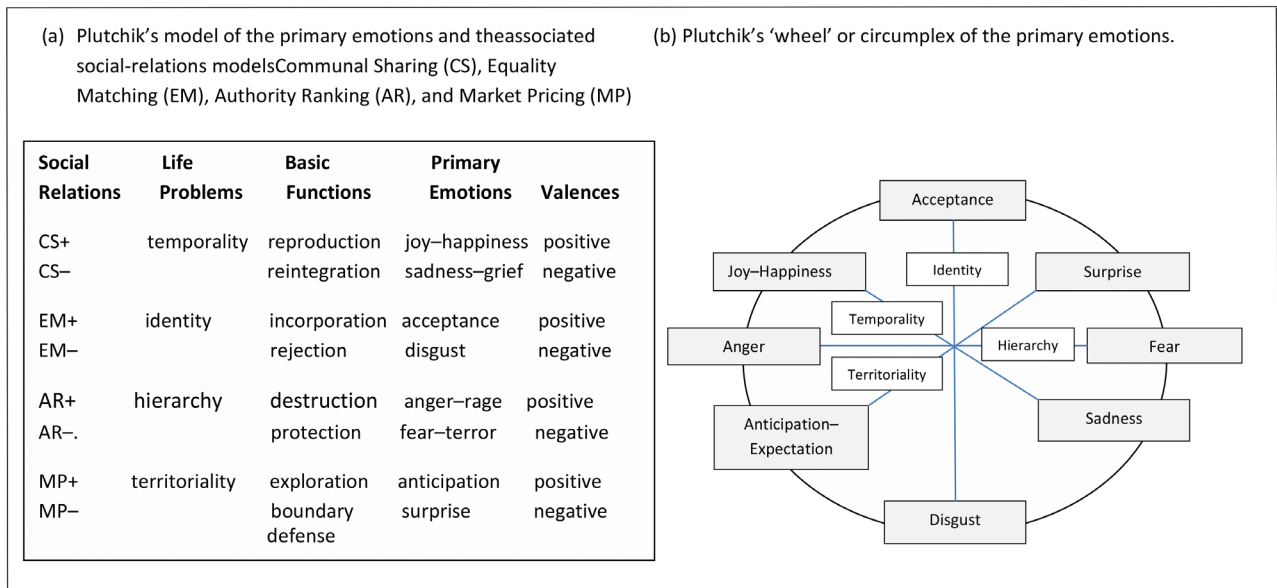 (a) Plutchik’s model of the primary emotions and theassociated
social-relations modelsCommunal Sharing (CS), Equality
Matching (EM), Authority Ranking (AR), and Market Pricing (MP)
Social Life Basic Primary
Relations Problems Functions Emotions Valences
CS+ temporality reproduction joy–happiness positive
CS– reintegration sadness–grief negative
EM+ identity incorporation acceptance positive
EM– rejection disgust negative
AR+ hierarchy destruction anger–rage positive
AR–. protection fear–terror negative
MP+ territoriality exploration anticipation positive
MP– boundary surprise negative
defense
(b) Plutchik’s ‘wheel’ or circumplex of the primary emotions.
Acceptance
Joy–Happiness
Identity
Surprise
Temporality
Anger
Hierarchy
Fear
Territoriality
Anticipation–
Expectation
Sadness
Disgust